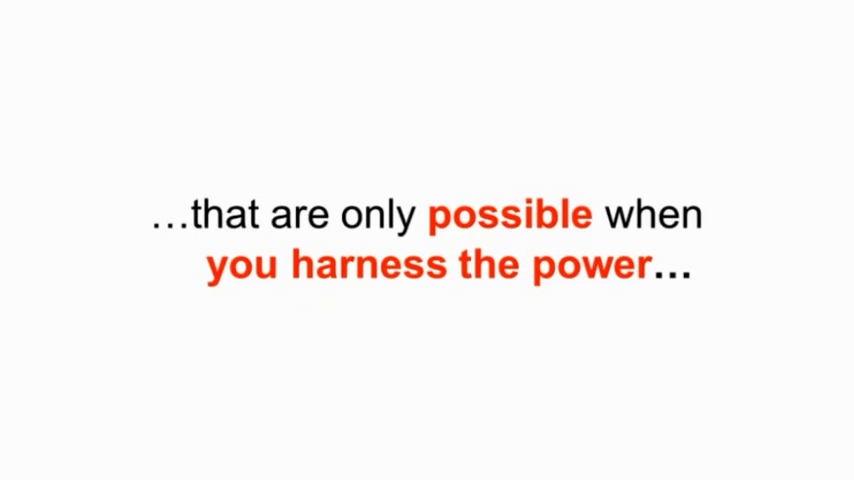 …that are only possible when
you harness the power…